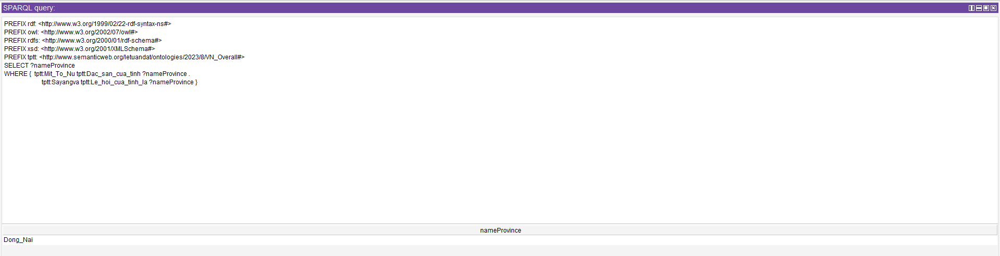 SPARQL query:
PREFIX rdf: <http://www.w3.org/1999/02/22-rdf-syntax-ns#>
PREFIX owl: <http://www.w3.org/2002/07/owl#>
PREFIX rdfs: <http://www.w3.org/2000/01/rdf-schema#>
PREFIX xsd: <http://www.w3.org/2001/XMLSchema#>
PREFIX tptt: <http://www.semanticweb.org/letuandat/ontologies/2023/8/VN_Overall#>
SELECT ?nameProvince
WHERE {  tptt:Mit_To_Nu tptt:Dac_san_cua_tinh ?nameProvince .
tptt:Sayangva tptt:Le_hoi_cua_tinh_la ?nameProvince }
nameProvince
Dong_Nai